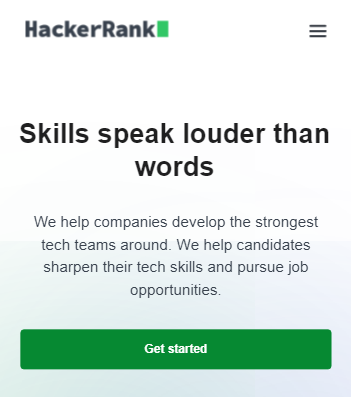 HackerRank
Skills speak louder than
words
We help companies develop the strongest
tech teams around. We help candidates
sharpen their tech skills and pursue job
opportunities.
Get started